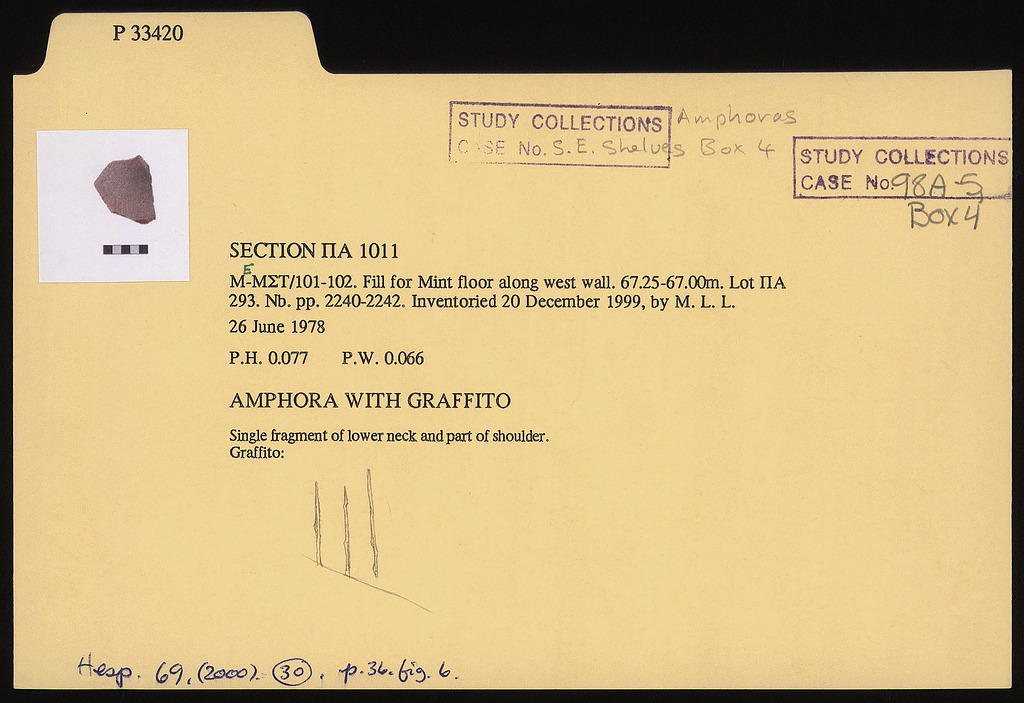 P 33420
STUDY COLLECTIONS Amphoras
CASE No. S.E. Shelves Box 4
STUDY COLLECTIONS
CASE No. 98A-5
Box 4
SECTION ΠΑ 1011
E
M-MΣT/101-102. Fill for Mint floor along west wall. 67.25-67.00m. Lot ΠΑ
293. Nb. pp. 2240-2242. Inventoried 20 December 1999, by M. L. L.
26 June 1978
P.H. 0.077 P.W. 0.066
AMPHORA WITH GRAFFITO
Single fragment of lower neck and part of shoulder.
Graffito:
Hesp. 69, (2000). 30. p. 36. fig. 6.